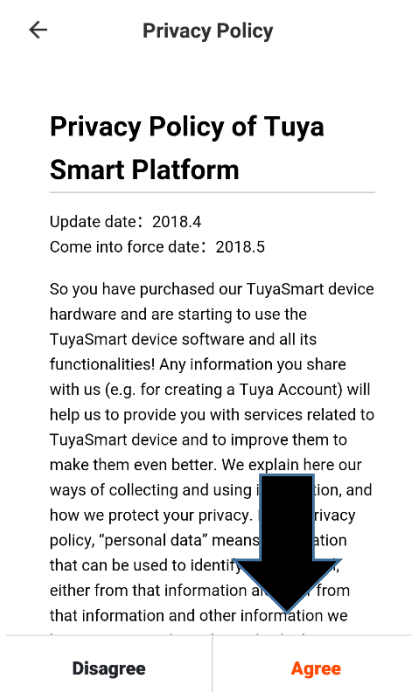 Privacy Policy
Privacy Policy of Tuya
Smart Platform
Update date：2018.4
Come into force date：2018.5
So you have purchased our TuyaSmart device
hardware and are starting to use the
TuyaSmart device software and all its
functionalities! Any information you share
with us (e.g. for creating a Tuya Account) will
help us to provide you with services related to
TuyaSmart device and to improve them to
make them even better. We explain here our
ways of collecting and using tion, and
how we protect your privacy. rivacy
policy, “personal data” means ation
that can be used to identify
either from that information a from
that information and other information we
Disagree
Agree